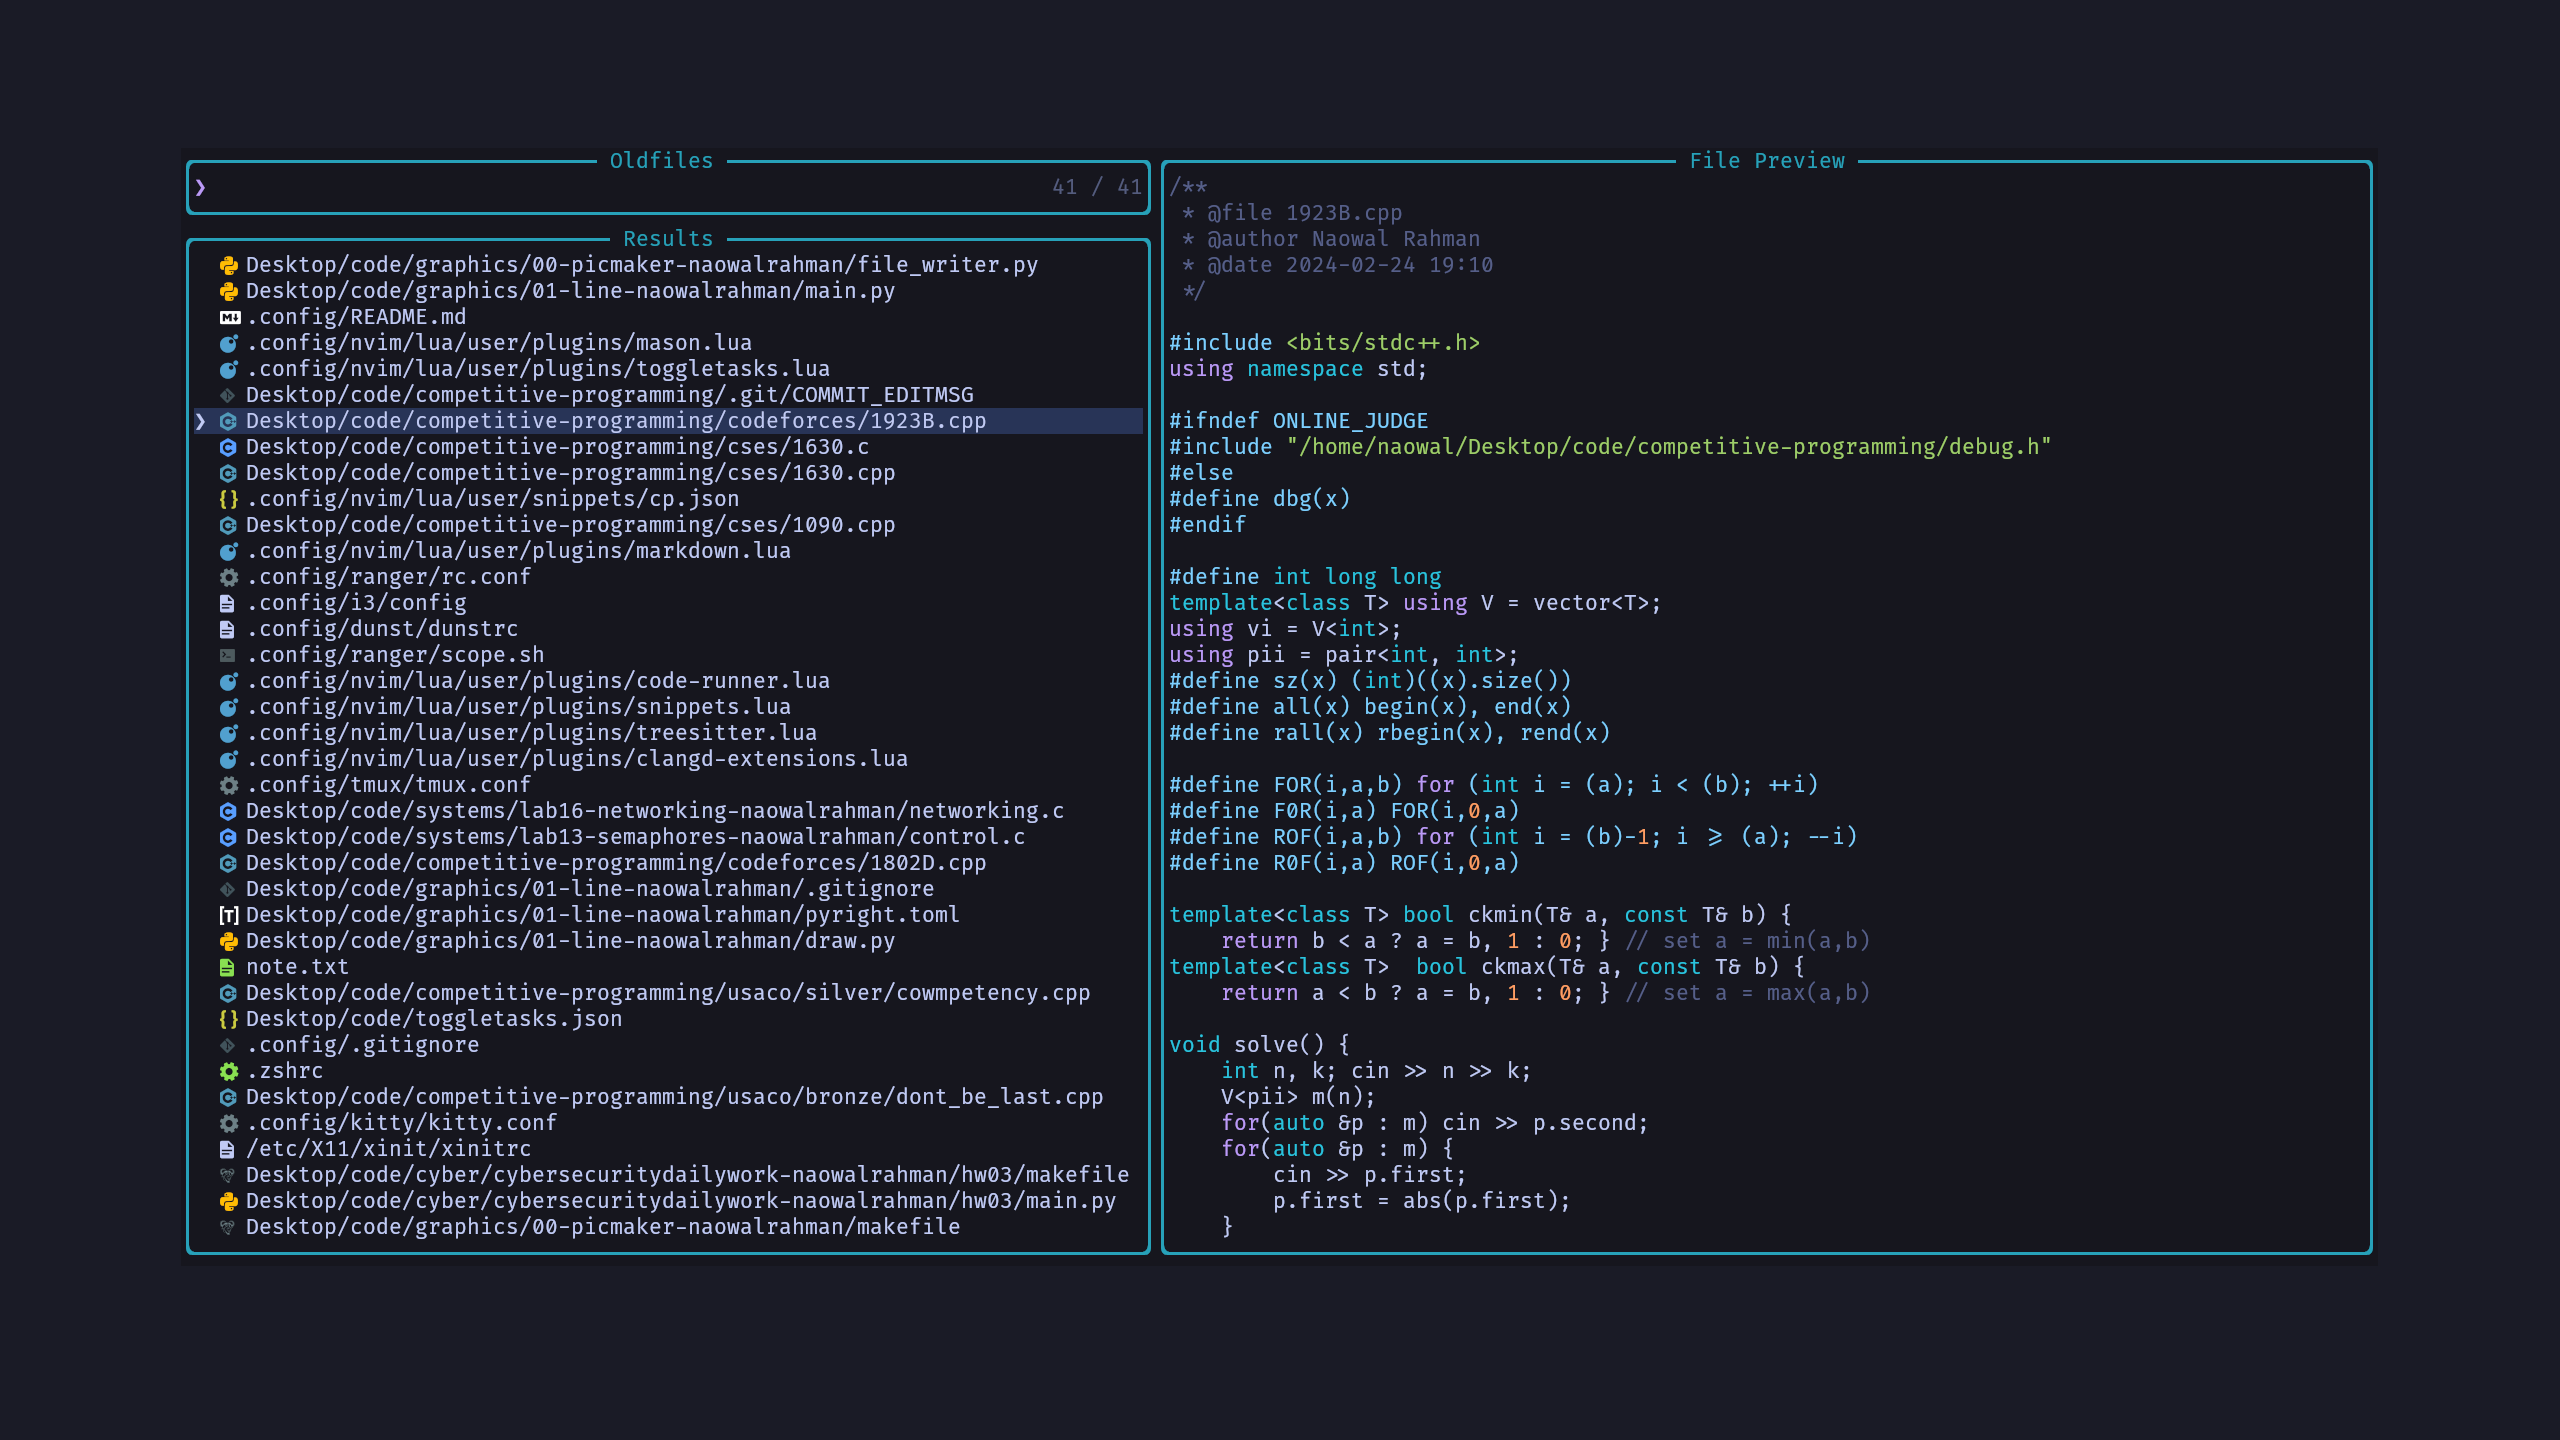 Oldfiles
❯ 41 / 41
Results
Desktop/code/graphics/00-picmaker-naowalrahman/file_writer.py
Desktop/code/graphics/01-line-naowalrahman/main.py
.config/README.md
.config/nvim/lua/user/plugins/mason.lua
.config/nvim/lua/user/plugins/toggletasks.lua
Desktop/code/competitive-programming/.git/COMMIT_EDITMSG
❯ Desktop/code/competitive-programming/codeforces/1923B.cpp
Desktop/code/competitive-programming/cses/1630.c
Desktop/code/competitive-programming/cses/1630.cpp
.config/nvim/lua/user/snippets/cp.json
Desktop/code/competitive-programming/cses/1090.cpp
.config/nvim/lua/user/plugins/markdown.lua
.config/ranger/rc.conf
.config/i3/config
.config/dunst/dunstrc
.config/ranger/scope.sh
.config/nvim/lua/user/plugins/code-runner.lua
.config/nvim/lua/user/plugins/snippets.lua
.config/nvim/lua/user/plugins/treesitter.lua
.config/nvim/lua/user/plugins/clangd-extensions.lua
.config/tmux/tmux.conf
Desktop/code/systems/lab16-networking-naowalrahman/networking.c
Desktop/code/systems/lab13-semaphores-naowalrahman/control.c
Desktop/code/competitive-programming/codeforces/1802D.cpp
Desktop/code/graphics/01-line-naowalrahman/.gitignore
Desktop/code/graphics/01-line-naowalrahman/pyright.toml
Desktop/code/graphics/01-line-naowalrahman/draw.py
note.txt
Desktop/code/competitive-programming/usaco/silver/cowmpetency.cpp
Desktop/code/toggletasks.json
.config/.gitignore
.zshrc
Desktop/code/competitive-programming/usaco/bronze/dont_be_last.cpp
.config/kitty/kitty.conf
/etc/X11/xinit/xinitrc
Desktop/code/cyber/cybersecuritydailywork-naowalrahman/hw03/makefile
Desktop/code/cyber/cybersecuritydailywork-naowalrahman/hw03/main.py
Desktop/code/graphics/00-picmaker-naowalrahman/makefile
File Preview
/**
 * @file 1923B.cpp
 * @author Naowal Rahman
 * @date 2024-02-24 19:10
 */
#include <bits/stdc++.h>
using namespace std;
#ifndef ONLINE_JUDGE
#include "/home/naowal/Desktop/code/competitive-programming/debug.h"
#else
#define dbg(x)
#endif
#define int long long
template<class T> using V = vector<T>;
using vi = V<int>;
using pii = pair<int, int>;
#define sz(x) (int)((x).size())
#define all(x) begin(x), end(x)
#define rall(x) rbegin(x), rend(x)
#define FOR(i,a,b) for (int i = (a); i < (b); ++i)
#define F0R(i,a) FOR(i,0,a)
#define ROF(i,a,b) for (int i = (b)-1; i >= (a); --i)
#define R0F(i,a) ROF(i,0,a)
template<class T> bool ckmin(T& a, const T& b) {
    return b < a ? a = b, 1 : 0; } // set a = min(a,b)
template<class T>  bool ckmax(T& a, const T& b) {
    return a < b ? a = b, 1 : 0; } // set a = max(a,b)
void solve() {
    int n, k; cin >> n >> k;
    V<pii> m(n);
    for(auto &p : m) cin >> p.second;
    for(auto &p : m) {
        cin >> p.first;
        p.first = abs(p.first);
    }